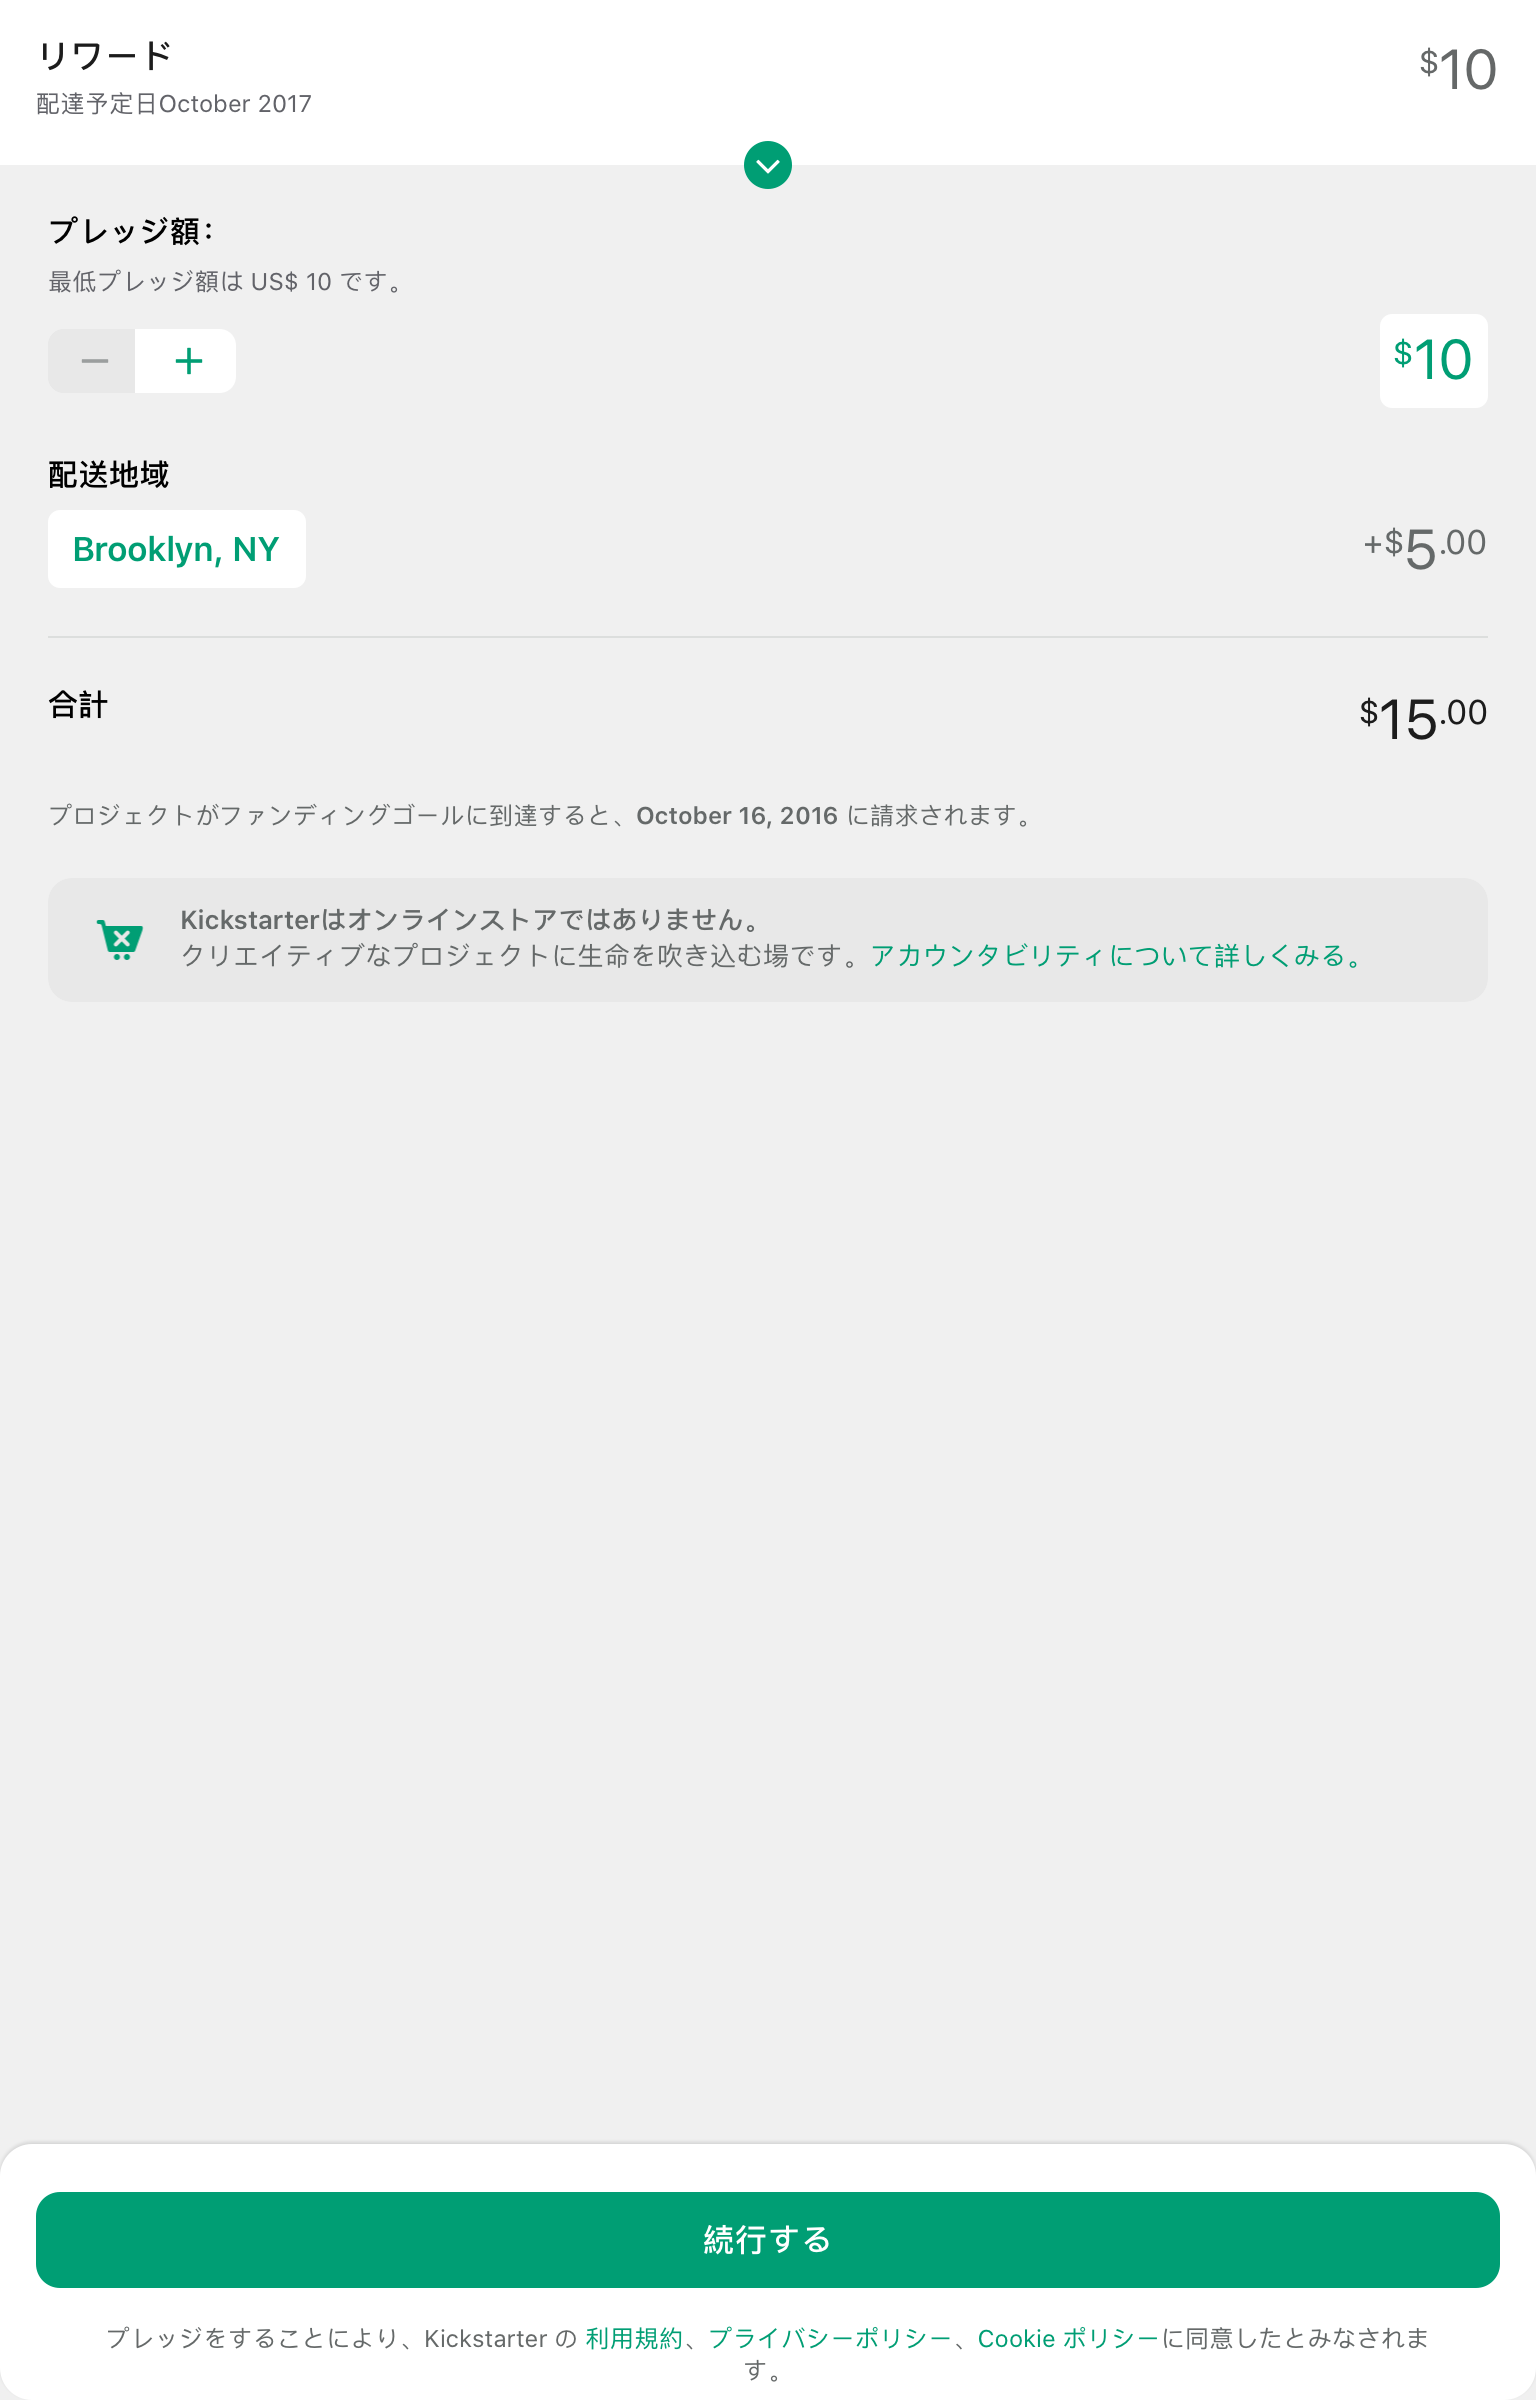 リワード
$10
配達予定日October 2017
プレッジ額：
最低プレッジ額は US$ 10 です。
$10
配送地域
Brooklyn, NY
+$5.00
合計
$15.00
プロジェクトがファンディングゴールに到達すると、October 16, 2016 に請求されます。
Kickstarterはオンラインストアではありません。
クリエイティブなプロジェクトに生命を吹き込む場です。アカウンタビリティについて詳しくみる。
続行する
プレッジをすることにより、Kickstarter の 利用規約、プライバシーポリシー、Cookie ポリシーに同意したとみなされま
す。